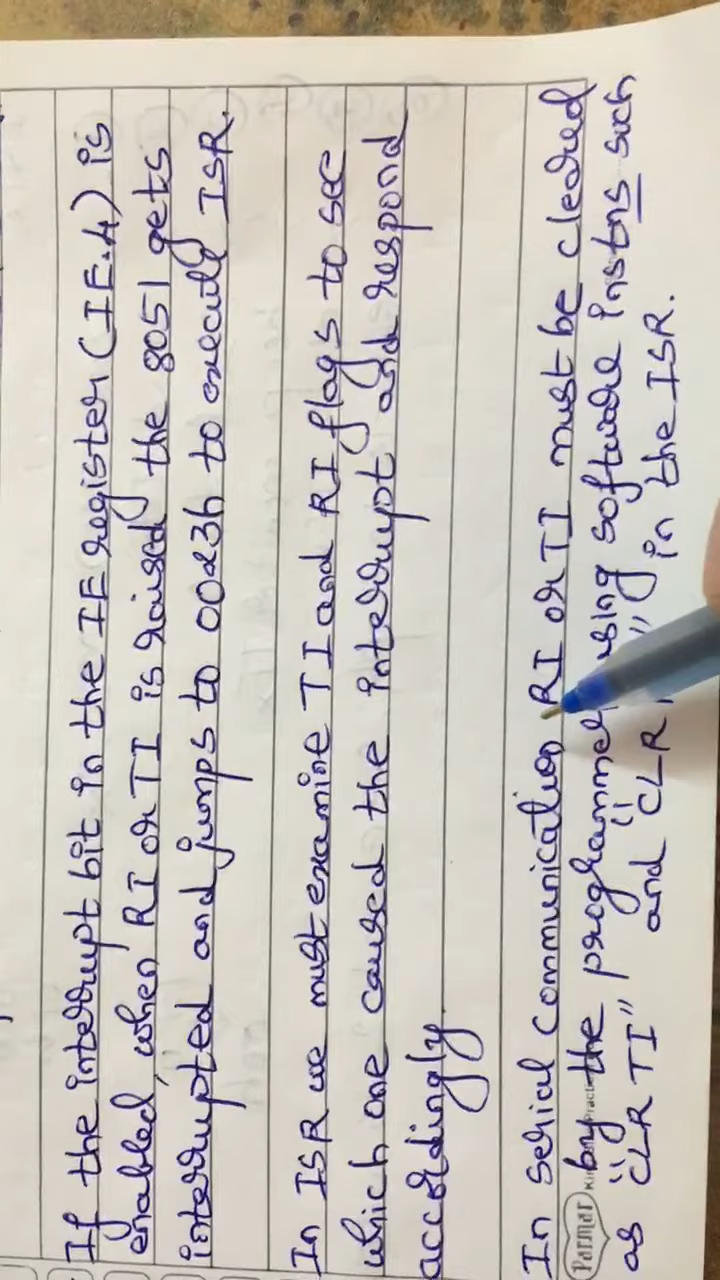 If the interrupt bit in the IE register (IE.4) is
enabled, when RI or TI is raised the 8051 gets
interrupted and jumps to 0023h to execute ISR.
In ISR we must examine TI and RI flags to see
which one caused the interrupt and respond
accordingly
In serial communication RI or TI must be cleared
by the programmer using software instns such
as "CLR TI" and "CLR " in the ISR.
Parmar